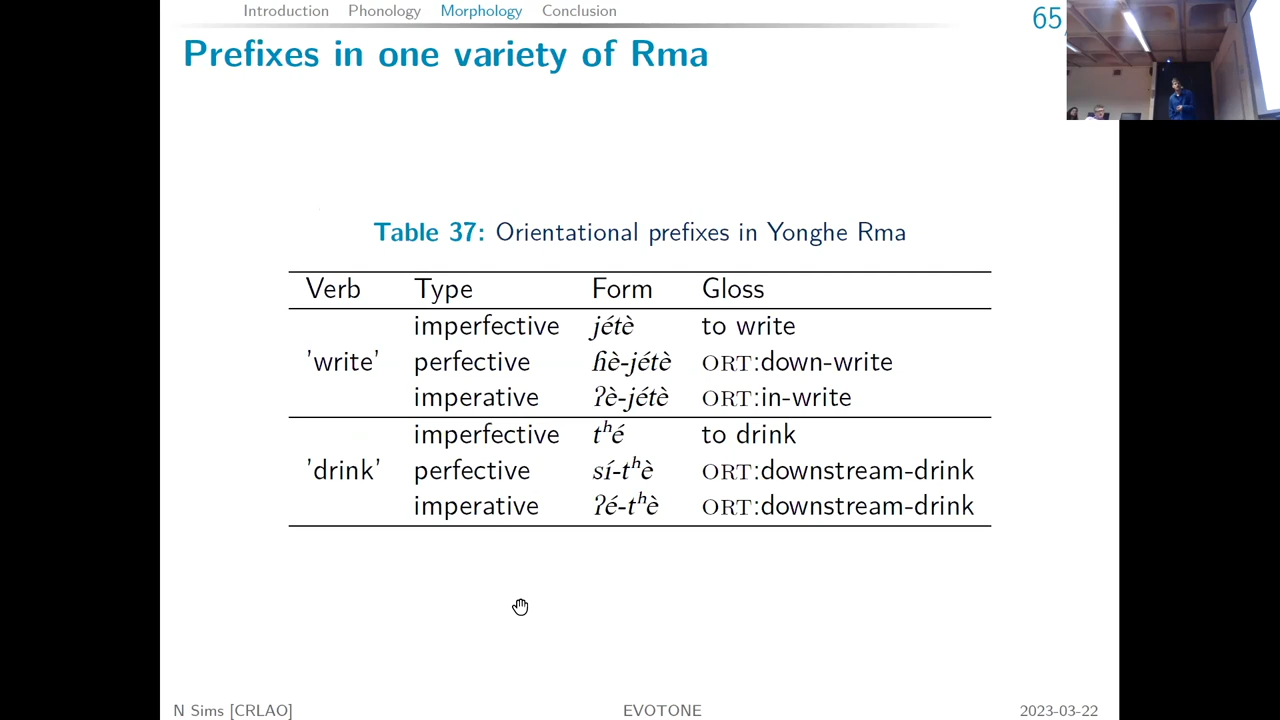 Introduction Phonology Morphology Conclusion
65
Prefixes in one variety of Rma
Table 37: Orientational prefixes in Yonghe Rma
Verb Type Form Gloss
imperfective jétè to write
'write' perfective ɦè-jétè ORT:down-write
imperative ʔè-jétè ORT:in-write
imperfective tʰé to drink
'drink' perfective sí-tʰè ORT:downstream-drink
imperative ʔé-tʰè ORT:downstream-drink
N Sims [CRLAO] EVOTONE 2023-03-22